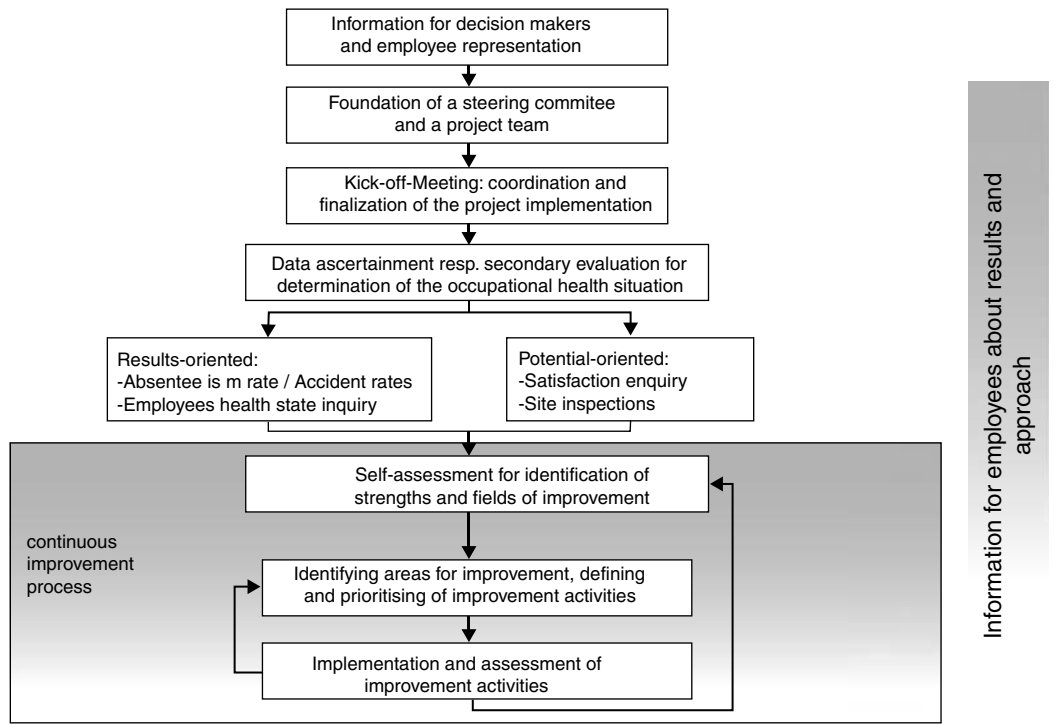 Information for decision makers
and employee representation
Foundation of a steering commitee
and a project team
Kick-off-Meeting: coordination and
finalization of the project implementation
Data ascertainment resp. secondary evaluation for
determination of the occupational health situation
Results-oriented:
-Absentee is m rate / Accident rates
-Employees health state inquiry
Potential-oriented:
-Satisfaction enquiry
-Site inspections
Self-assessment for identification of
strengths and fields of improvement
continuous
improvement
process
Identifying areas for improvement, defining
and prioritising of improvement activities
Implementation and assessment of
improvement activities
Information for employees about results and
approach